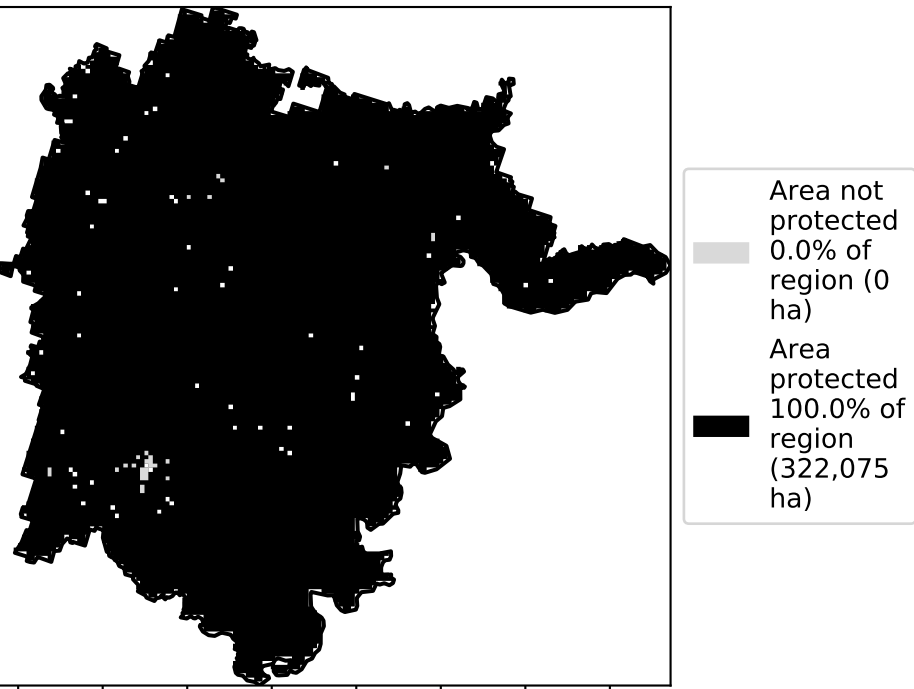 Area not
protected
0.0% of
region (0
ha)
Area
protected
100.0% of
region
(322,075
ha)